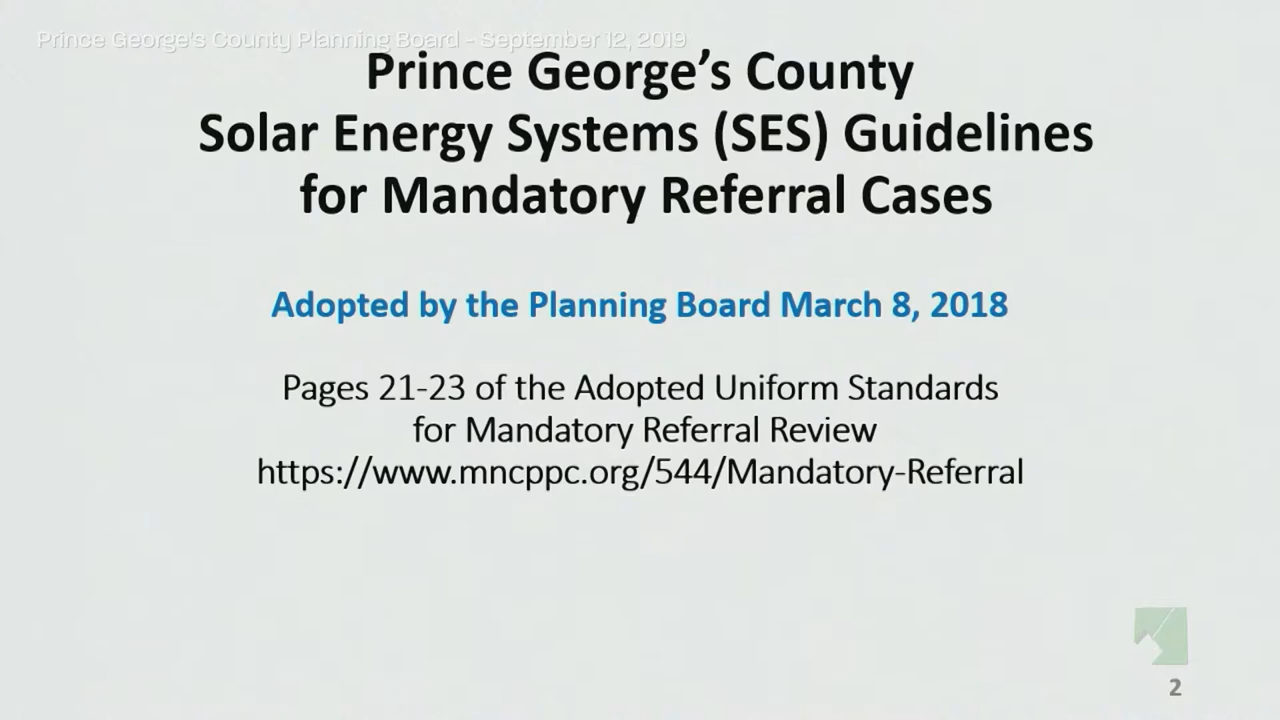 Prince George's County Planning Board - September 12, 2019
Prince George’s County
Solar Energy Systems (SES) Guidelines
for Mandatory Referral Cases
Adopted by the Planning Board March 8, 2018
Pages 21-23 of the Adopted Uniform Standards
for Mandatory Referral Review
https://www.mncppc.org/544/Mandatory-Referral
2